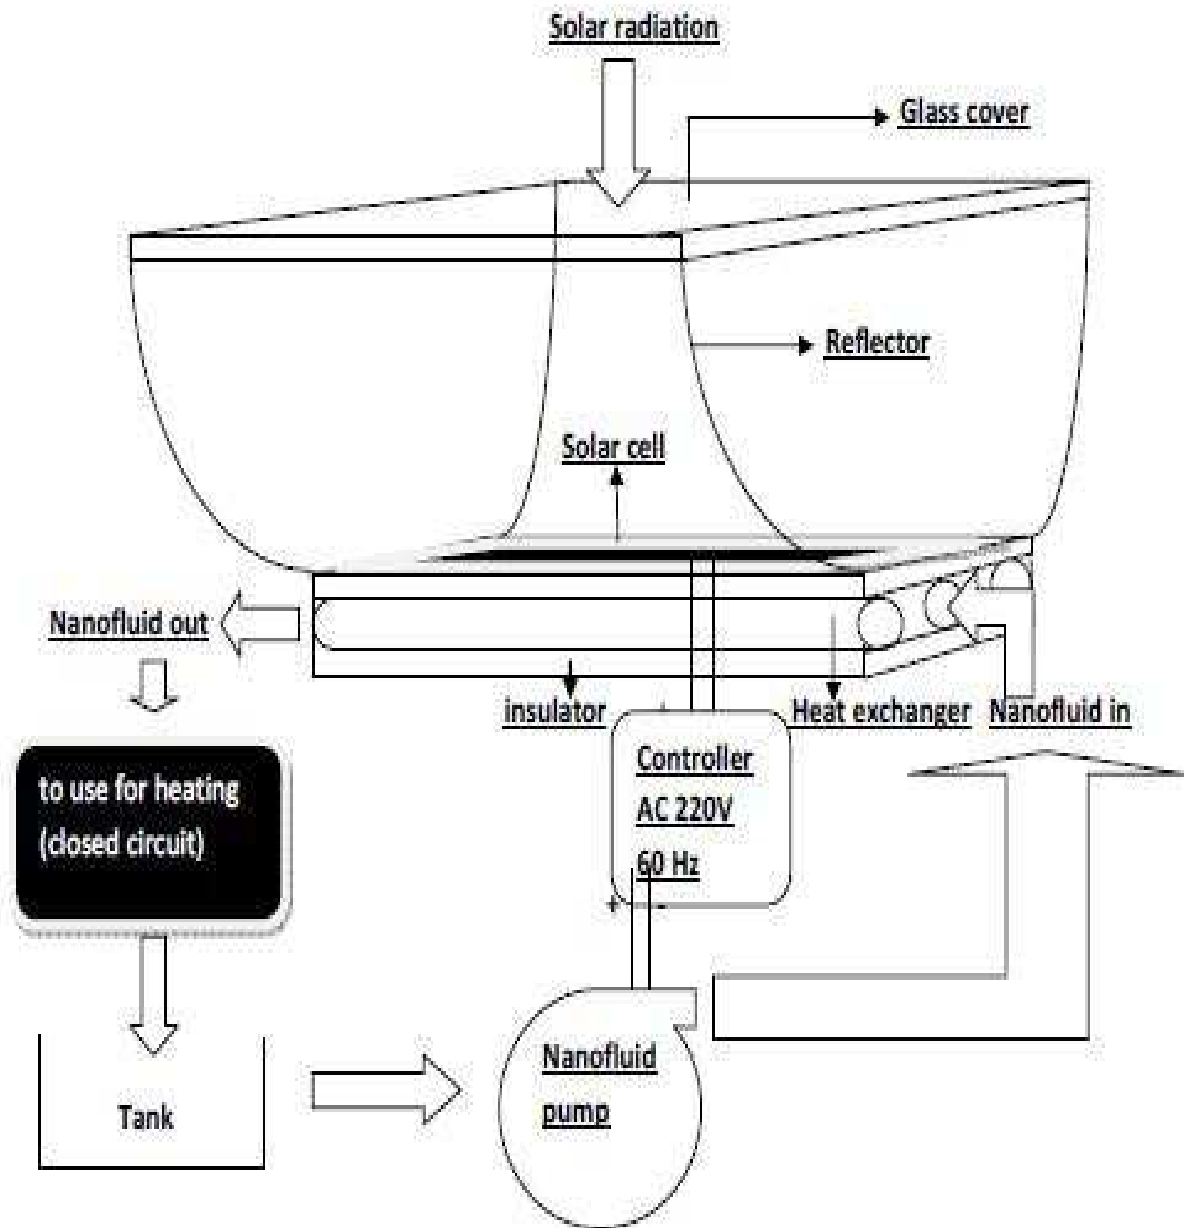 Solar radiation
Glass cover
Reflector
Solar cell
Nanofluid out
insulator
Heat exchanger
Nanofluid in
Controller
AC 220V
60 Hz
to use for heating
(closed circuit)
Nanofluid
pump
Tank